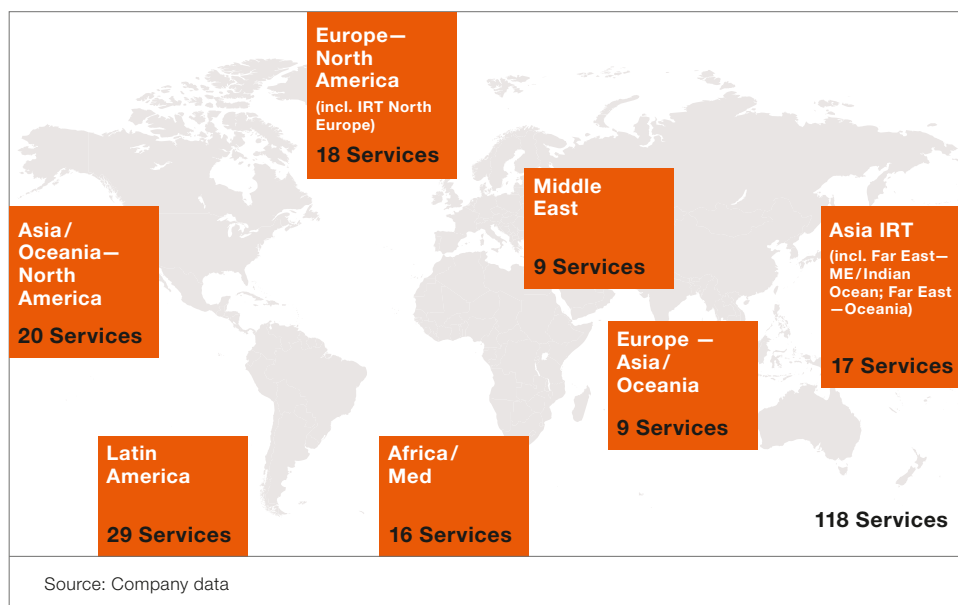 Europe—
North
America
(incl. IRT North
Europe)
18 Services
Middle
East
9 Services
Asia/
Oceania—
North
America
20 Services
Asia IRT
(incl. Far East—
ME/Indian
Ocean; Far East
—Oceania)
17 Services
Europe —
Asia/
Oceania
9 Services
Latin
America
29 Services
Africa/
Med
16 Services
118 Services
Source: Company data